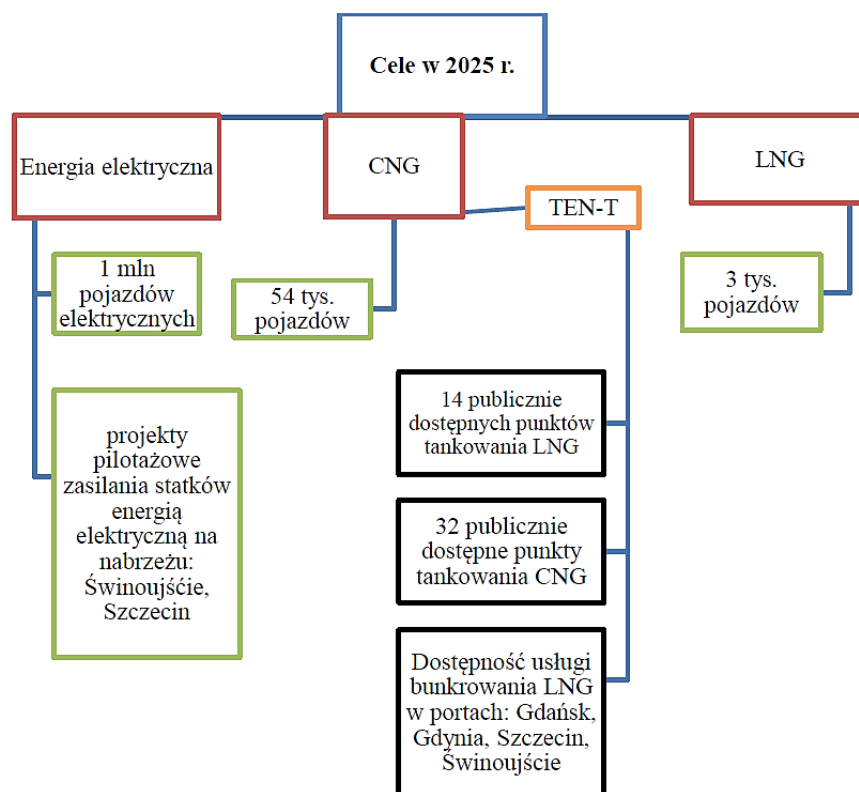 Cele w 2025 r.
Energia elektryczna
CNG
LNG
TEN-T
1 mln
pojazdów
elektrycznych
54 tys.
pojazdów
3 tys.
pojazdów
projekty
pilotażowe
zasilania statków
energią
elektryczną na
nabrzeżu:
Świnoujśćie,
Szczecin
14 publicznie
dostępnych punktów
tankowania LNG
32 publicznie
dostępne punkty
tankowania CNG
Dostępność usługi
bunkrowania LNG
w portach: Gdańsk,
Gdynia, Szczecin,
Świnoujście